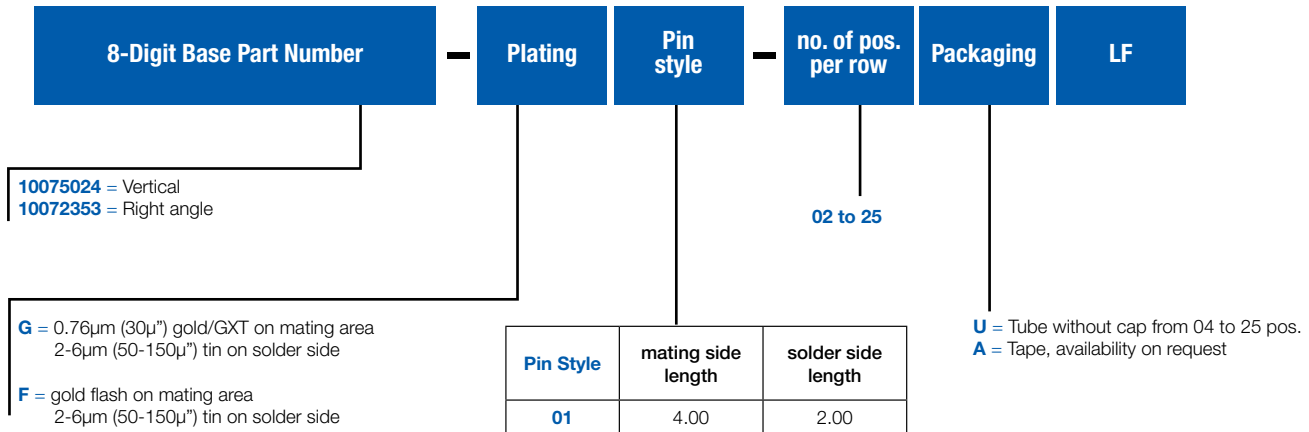 8-Digit Base Part Number
Plating
Pin
style
no. of pos.
per row
Packaging
LF
10075024 = Vertical
10072353 = Right angle
02 to 25
G = 0.76µm (30µ”) gold/GXT on mating area
2-6µm (50-150µ”) tin on solder side
F = gold flash on mating area
2-6µm (50-150µ”) tin on solder side
Pin Style mating side length solder side length
01 4.00 2.00
U = Tube without cap from 04 to 25 pos.
A = Tape, availability on request